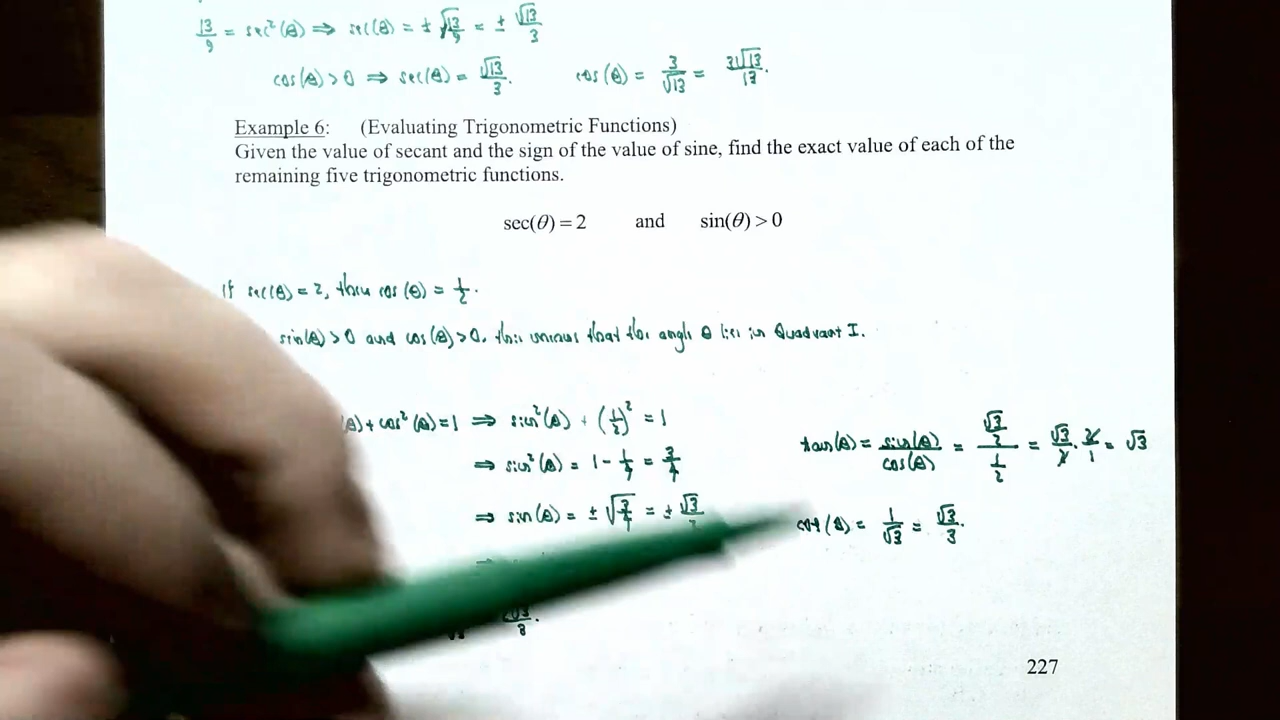 13/9 = sec²(θ) ⇒ sec(θ) = ± √(13/9) = ± √13/3
cos(θ) > 0 ⇒ sec(θ) = √13/3. cos(θ) = 3/√13 = 3√13/13.
Example 6: (Evaluating Trigonometric Functions)
Given the value of secant and the sign of the value of sine, find the exact value of each of the
remaining five trigonometric functions.
sec(θ) = 2 and sin(θ) > 0
If sec(θ) = 2, then cos(θ) = 1/2.
sin(θ) > 0 and cos(θ) > 0, this means that the angle θ lies in Quadrant I.
(θ) + cos²(θ) = 1 ⇒ sin²(θ) + (1/2)² = 1
⇒ sin²(θ) = 1 - 1/4 = 3/4
⇒ sin(θ) = ± √(3/4) = ± √3/2
tan(θ) = sin(θ)/cos(θ) = (√3/2)/(1/2) = √3/2 · 2/1 = √3
cot(θ) = 1/√3 = √3/3.
227